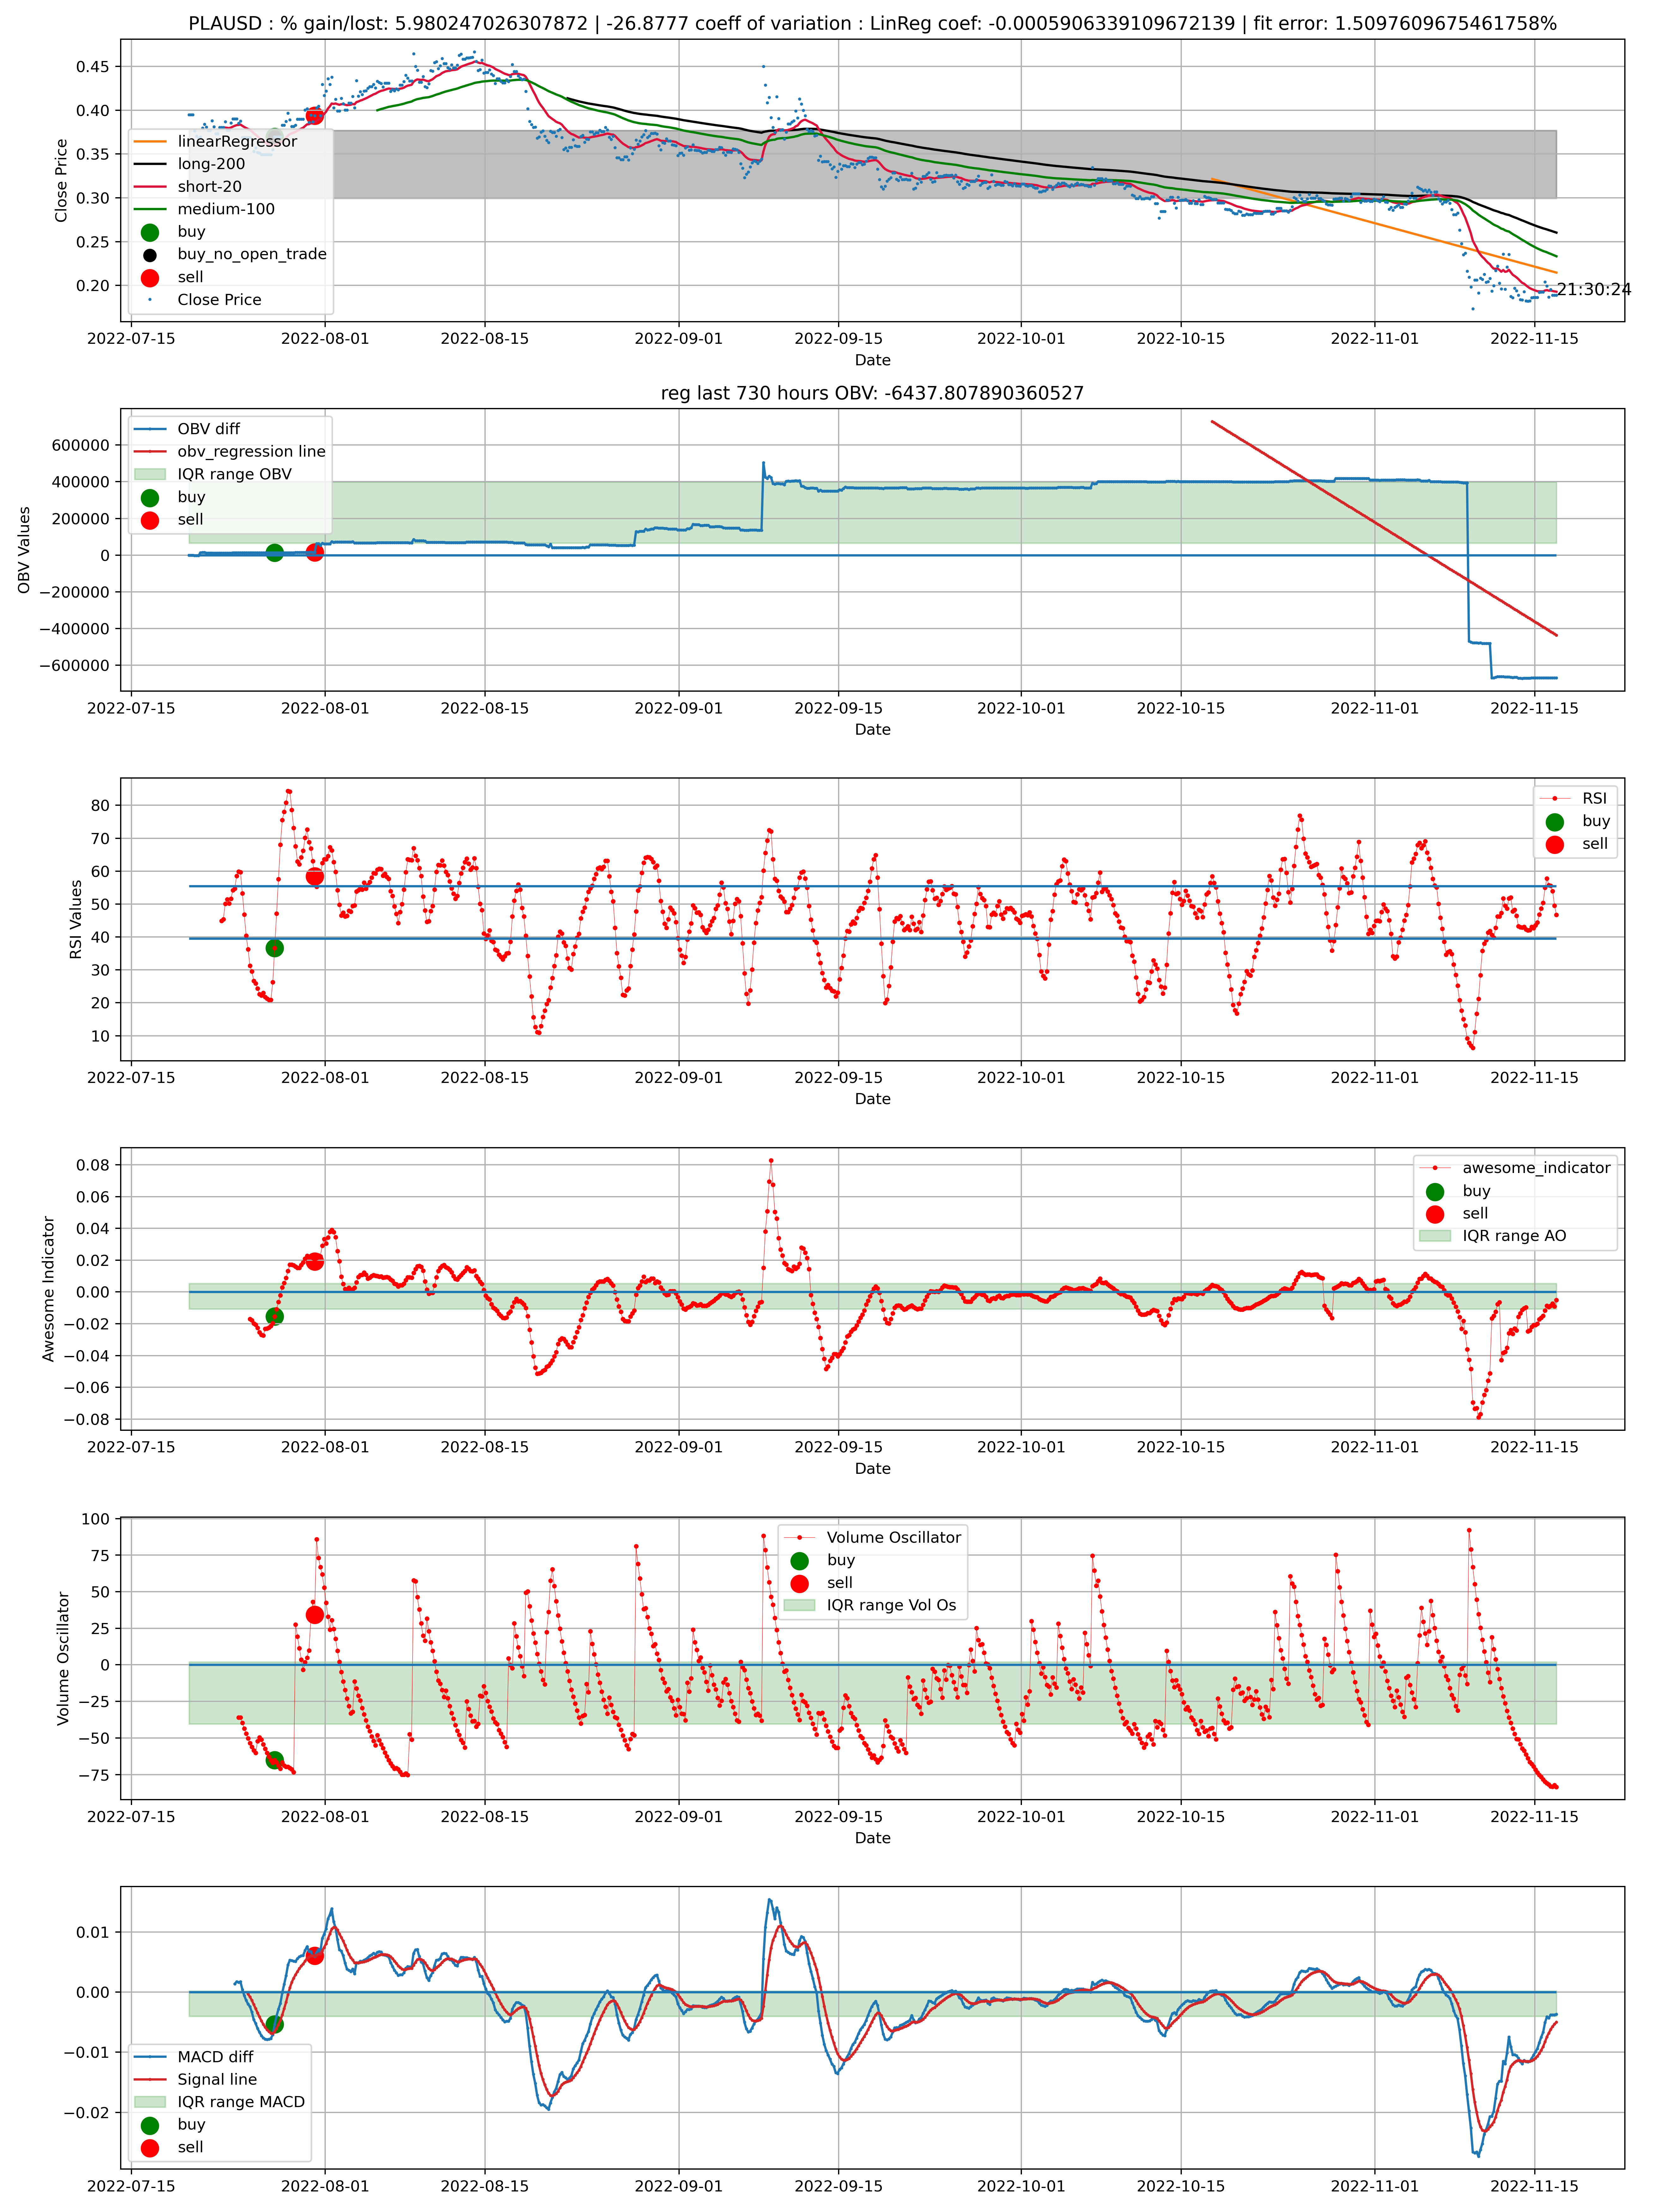 PLAUSD : % gain/lost: 5.980247026307872 | -26.8777 coeff of variation : LinReg coef: -0.0005906339109672139 | fit error: 1.5097609675461758%
Close Price
0.45
0.40
0.35
0.30
0.25
0.20
linearRegressor
long-200
short-20
medium-100
buy
buy_no_open_trade
sell
Close Price
21:30:24
2022-07-15 2022-08-01 2022-08-15 2022-09-01 2022-09-15 2022-10-01 2022-10-15 2022-11-01 2022-11-15
Date
reg last 730 hours OBV: -6437.807890360527
OBV Values
600000
400000
200000
0
−200000
−400000
−600000
OBV diff
obv_regression line
IQR range OBV
buy
sell
2022-07-15 2022-08-01 2022-08-15 2022-09-01 2022-09-15 2022-10-01 2022-10-15 2022-11-01 2022-11-15
Date
RSI Values
80
70
60
50
40
30
20
10
RSI
buy
sell
2022-07-15 2022-08-01 2022-08-15 2022-09-01 2022-09-15 2022-10-01 2022-10-15 2022-11-01 2022-11-15
Date
Awesome Indicator
0.08
0.06
0.04
0.02
0.00
−0.02
−0.04
−0.06
−0.08
awesome_indicator
buy
sell
IQR range AO
2022-07-15 2022-08-01 2022-08-15 2022-09-01 2022-09-15 2022-10-01 2022-10-15 2022-11-01 2022-11-15
Date
Volume Oscillator
100
75
50
25
0
−25
−50
−75
Volume Oscillator
buy
sell
IQR range Vol Os
2022-07-15 2022-08-01 2022-08-15 2022-09-01 2022-09-15 2022-10-01 2022-10-15 2022-11-01 2022-11-15
Date
0.01
0.00
−0.01
−0.02
MACD diff
Signal line
IQR range MACD
buy
sell
2022-07-15 2022-08-01 2022-08-15 2022-09-01 2022-09-15 2022-10-01 2022-10-15 2022-11-01 2022-11-15